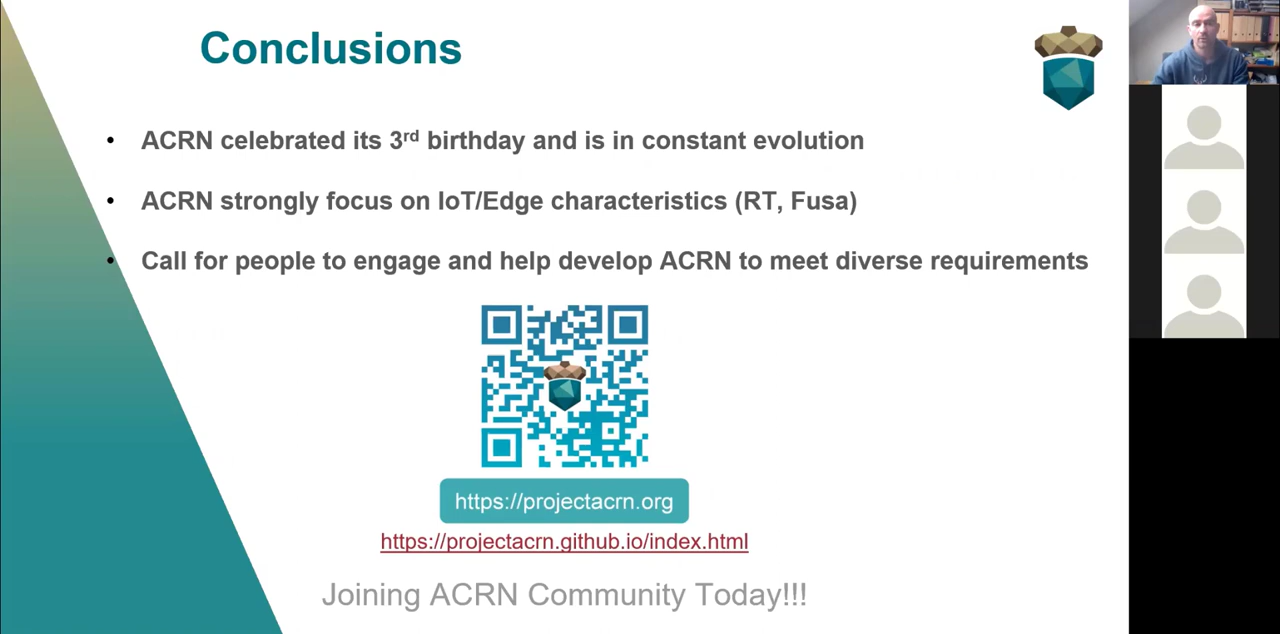 Conclusions
• ACRN celebrated its 3rd birthday and is in constant evolution
• ACRN strongly focus on IoT/Edge characteristics (RT, Fusa)
• Call for people to engage and help develop ACRN to meet diverse requirements
https://projectacrn.org
https://projectacrn.github.io/index.html
Joining ACRN Community Today!!!